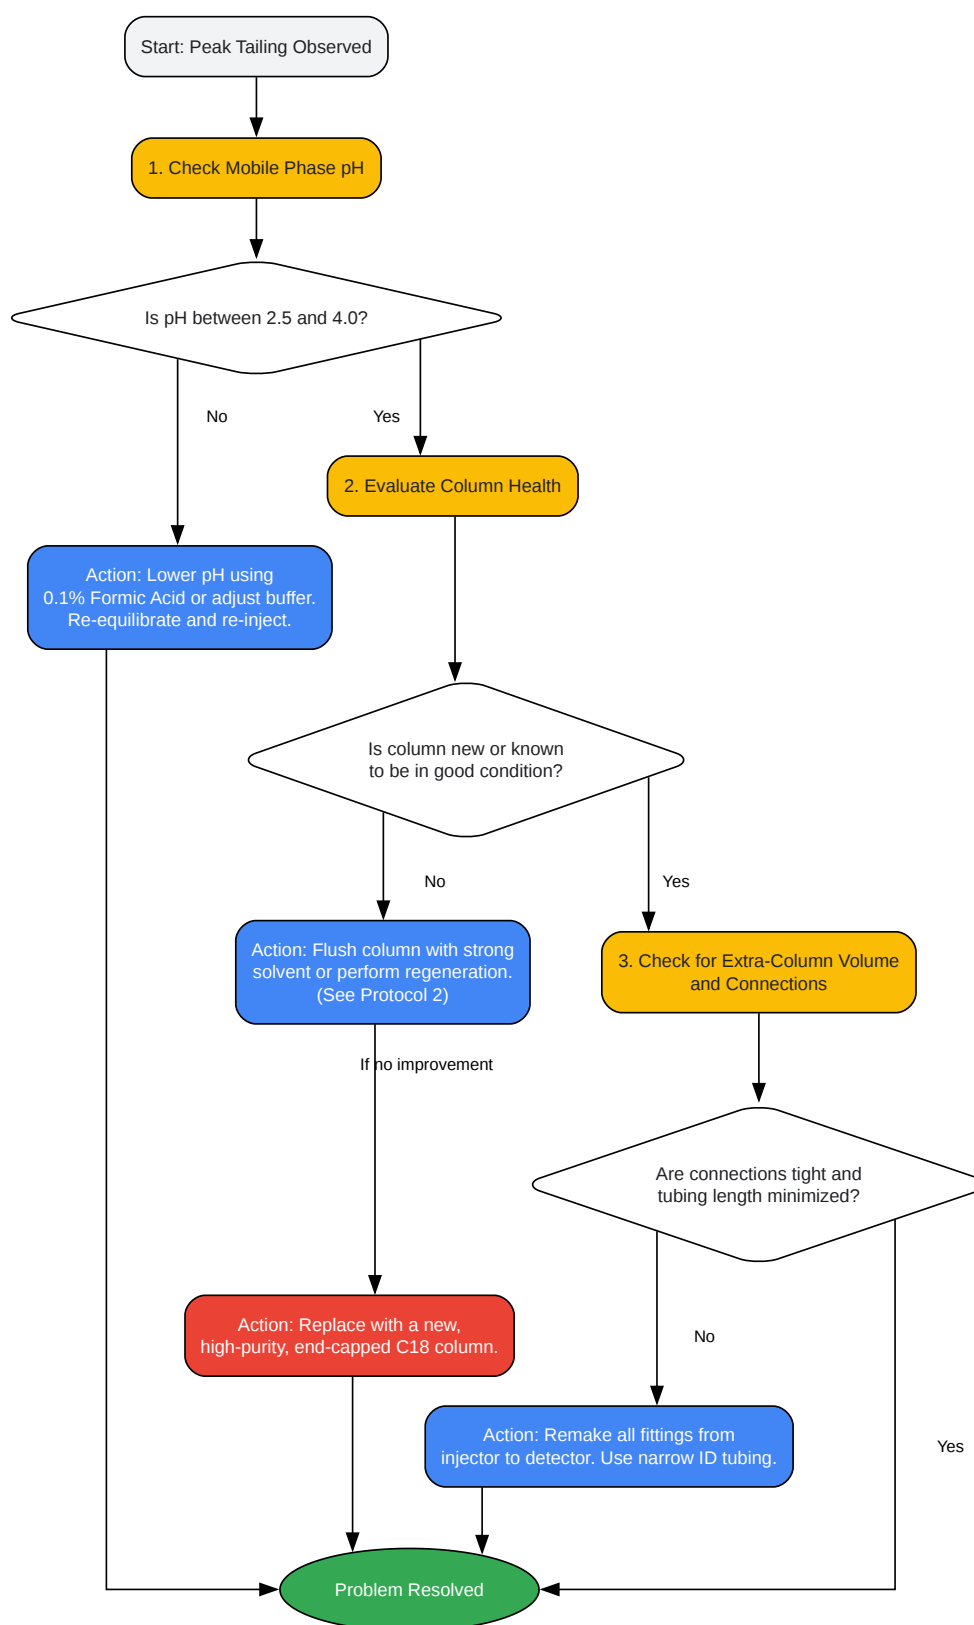 Start: Peak Tailing Observed
1. Check Mobile Phase pH
Is pH between 2.5 and 4.0?
No
Yes
2. Evaluate Column Health
Action: Lower pH using
0.1% Formic Acid or adjust buffer.
Re-equilibrate and re-inject.
Is column new or known
to be in good condition?
No
Yes
Action: Flush column with strong
solvent or perform regeneration.
(See Protocol 2)
3. Check for Extra-Column Volume
and Connections
If no improvement
Are connections tight and
tubing length minimized?
Action: Replace with a new,
high-purity, end-capped C18 column.
No
Action: Remake all fittings from
injector to detector. Use narrow ID tubing.
Yes
Problem Resolved